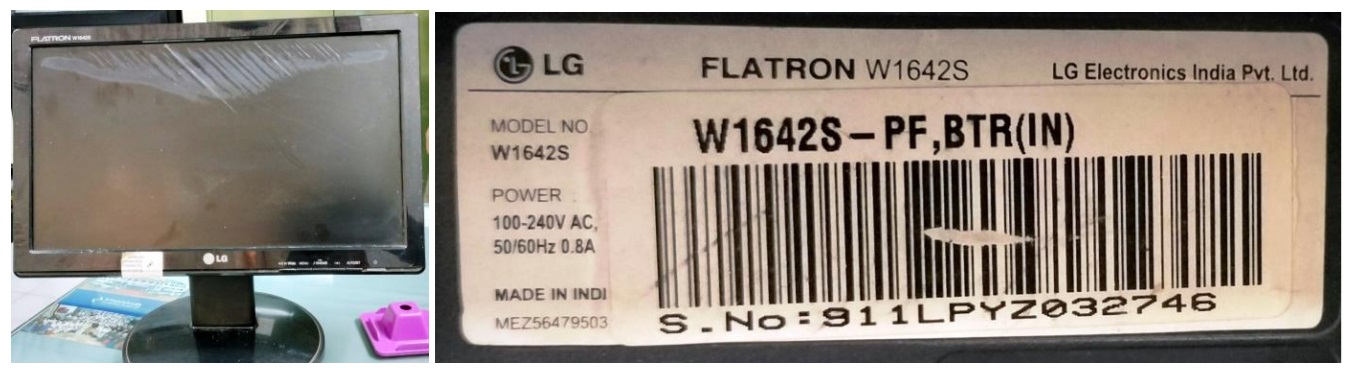 FLATRON W1642S
LG
LG FLATRON W1642S LG Electronics India Pvt. Ltd.
MODEL NO
W1642S
W1642S-PF,BTR(IN)
POWER
100-240V AC,
50/60Hz 0.8A
MADE IN INDI
MEZ56479503
S.No:911LPYZ032746